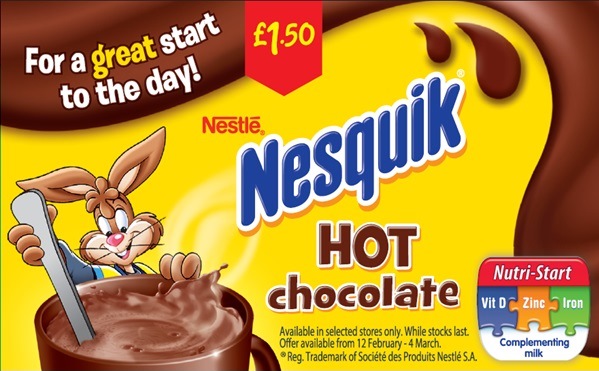 For a great start
to the day!
£1.50
Nestlé®
Nesquik®
HOT
chocolate
Nutri-Start
Vit D Zinc Iron
Complementing
milk
Available in selected stores only. While stocks last.
Offer available from 12 February - 4 March.
® Reg. Trademark of Société des Produits Nestlé S.A.